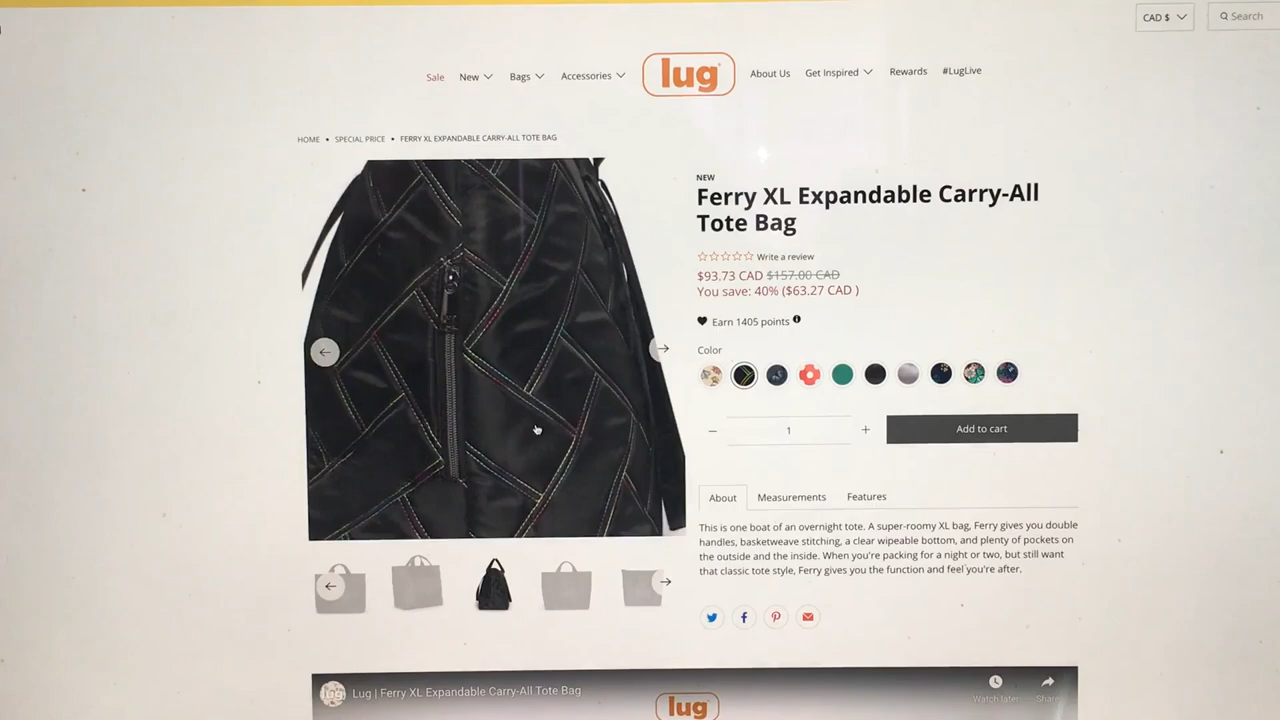 CAD $
Search
Sale
New
Bags
Accessories
lug
About Us
Get Inspired
Rewards
#LugLive
HOME • SPECIAL PRICE • FERRY XL EXPANDABLE CARRY-ALL TOTE BAG
NEW
Ferry XL Expandable Carry-All
Tote Bag
Write a review
$93.73 CAD $157.00 CAD
You save: 40% ($63.27 CAD )
Earn 1405 points
Color
1
Add to cart
About
Measurements
Features
This is one boat of an overnight tote. A super-roomy XL bag, Ferry gives you double
handles, basketweave stitching, a clear wipeable bottom, and plenty of pockets on
the outside and the inside. When you're packing for a night or two, but still want
that classic tote style, Ferry gives you the function and feel you're after.
Lug | Ferry XL Expandable Carry-All Tote Bag
Watch later
Share
lug